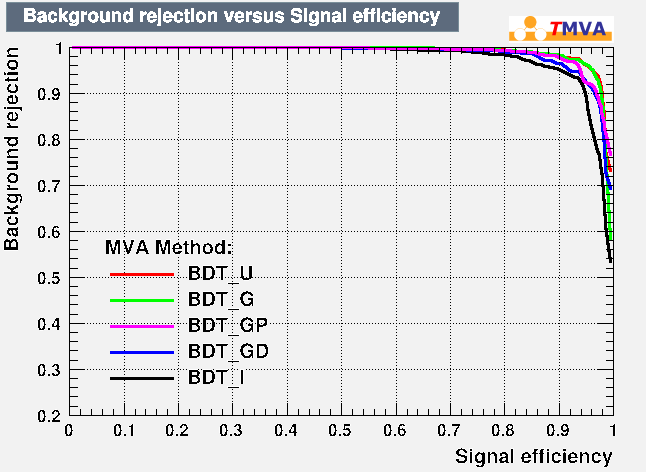 Background rejection versus Signal efficiency
TMVA
Background rejection
1
0.9
0.8
0.7
0.6
0.5
0.4
0.3
0.2
MVA Method:
BDT_U
BDT_G
BDT_GP
BDT_GD
BDT_I
0 0.1 0.2 0.3 0.4 0.5 0.6 0.7 0.8 0.9 1
Signal efficiency